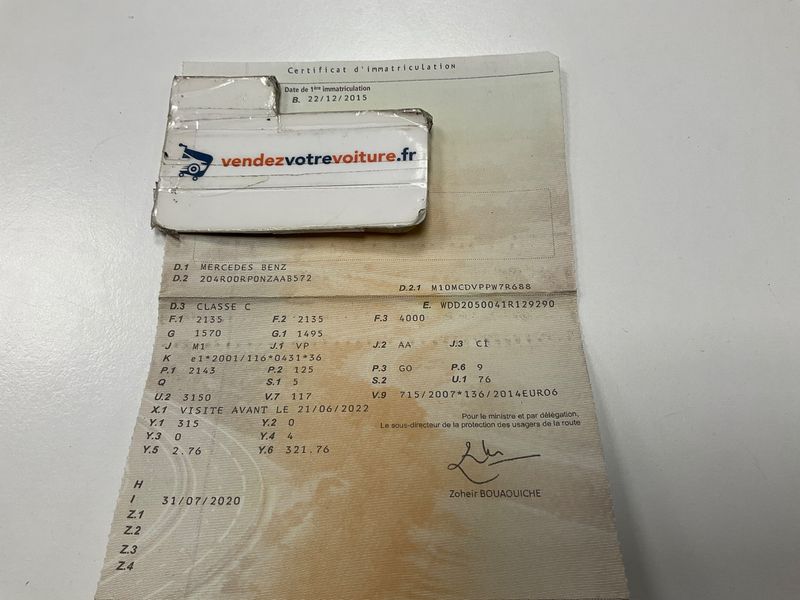 Certificat d'immatriculation
Date de 1ère immatriculation
B. 22/12/2015
vendezvotrevoiture.fr
D.1 MERCEDES BENZ
D.2 204R00RP0NZAAB572
D.2.1 M10MCDVPPW7R688
D.3 CLASSE C E. WDD2050041R129290
F.1 2135 F.2 2135 F.3 4000
G 1570 G.1 1495
J M1 J.1 VP J.2 AA J.3 CI
K e1*2001/116*0431*36
P.1 2143 P.2 125 P.3 GO P.6 9
Q S.1 5 S.2 U.1 76
U.2 3150 V.7 117 V.9 715/2007*136/2014EURO6
X.1 VISITE AVANT LE 21/06/2022
Y.1 315 Y.2 0
Y.3 0 Y.4 4
Y.5 2.76 Y.6 321.76
Pour le ministre et par délégation,
Le sous-directeur de la protection des usagers de la route
Zoheir BOUAOUICHE
H
I 31/07/2020
Z.1
Z.2
Z.3
Z.4